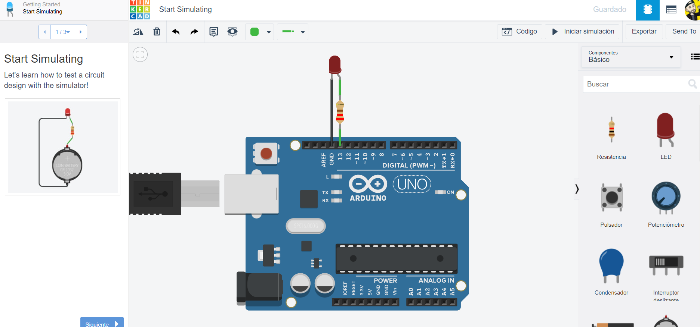 Getting Started
Start Simulating
TIN
KER
CAD
Start Simulating
Guardado
1 / 3
Código
Iniciar simulación
Exportar
Send To
Start Simulating
Let's learn how to test a circuit
design with the simulator!
Siguiente
Componentes
Básico
Buscar
Resistencia
LED
Pulsador
Potenciómetro
Condensador
Interruptor
deslizante
AREF
GND
13
12
~11
~10
~9
8
7
~6
~5
4
~3
2
TX→1
RX←0
DIGITAL (PWM ~)
L
TX
RX
UNO
ARDUINO
ON
POWER
ANALOG IN
IOREF
RESET
3.3V
5V
GND
GND
Vin
A0
A1
A2
A3
A4
A5